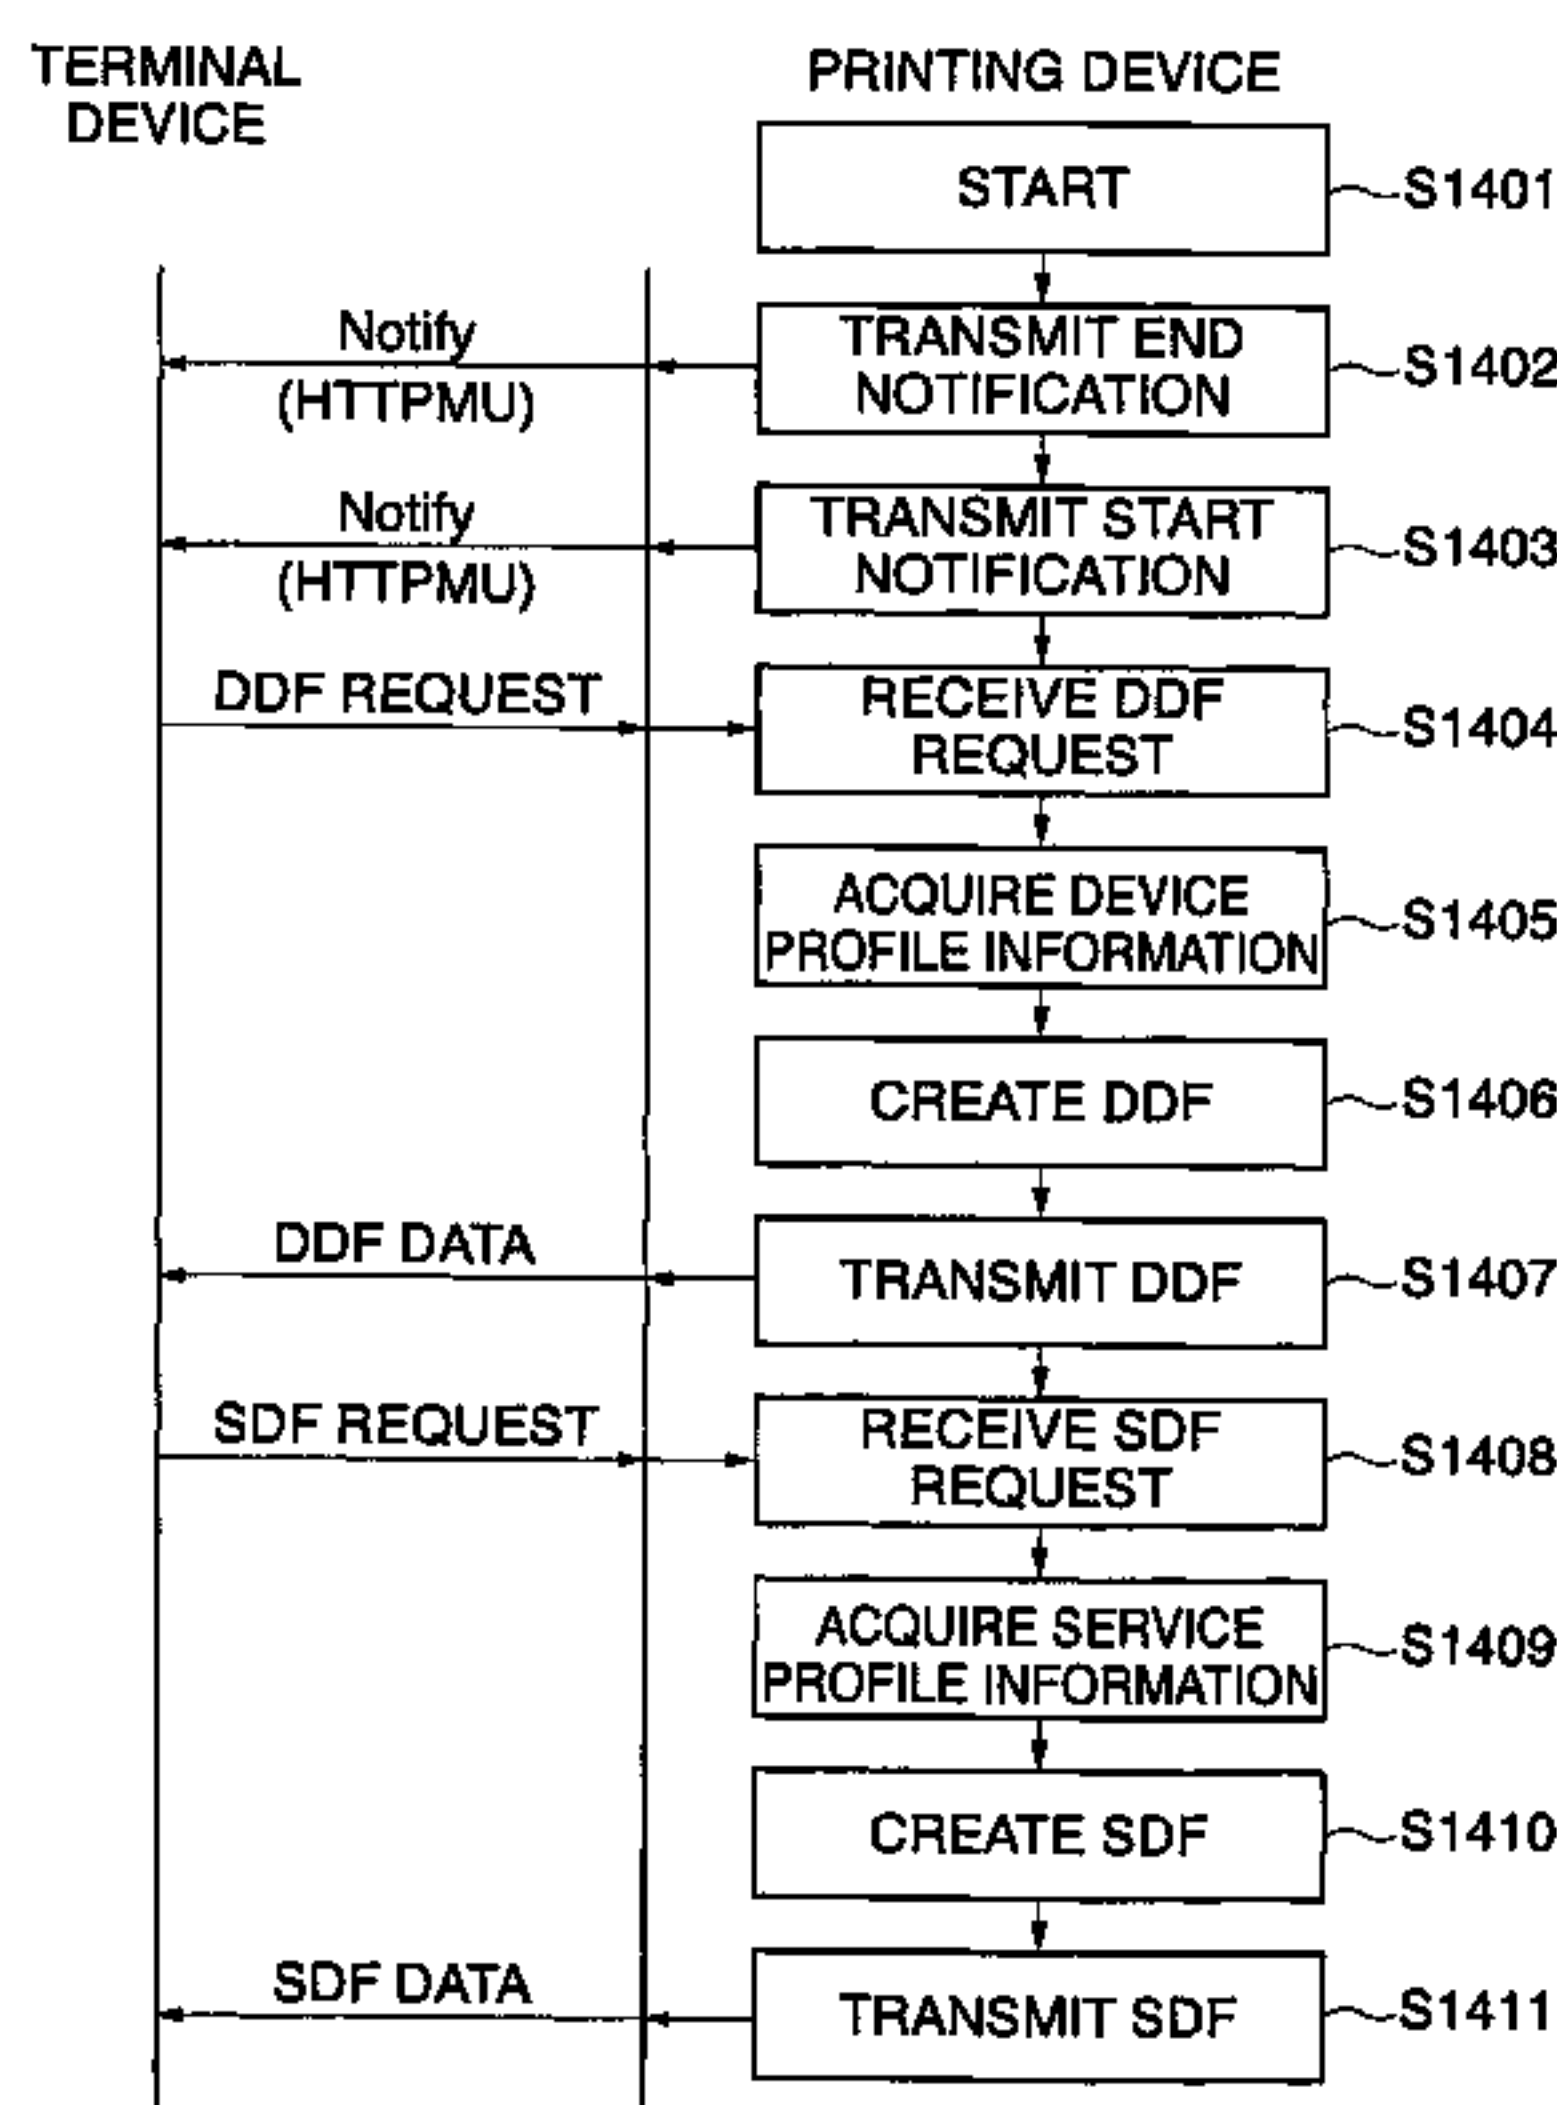 TERMINAL
DEVICE
PRINTING DEVICE
START
S1401
Notify
(HTTPMU)
TRANSMIT END
NOTIFICATION
S1402
Notify
(HTTPMU)
TRANSMIT START
NOTIFICATION
S1403
DDF REQUEST
RECEIVE DDF
REQUEST
S1404
ACQUIRE DEVICE
PROFILE INFORMATION
S1405
CREATE DDF
S1406
DDF DATA
TRANSMIT DDF
S1407
SDF REQUEST
RECEIVE SDF
REQUEST
S1408
ACQUIRE SERVICE
PROFILE INFORMATION
S1409
CREATE SDF
S1410
SDF DATA
TRANSMIT SDF
S1411